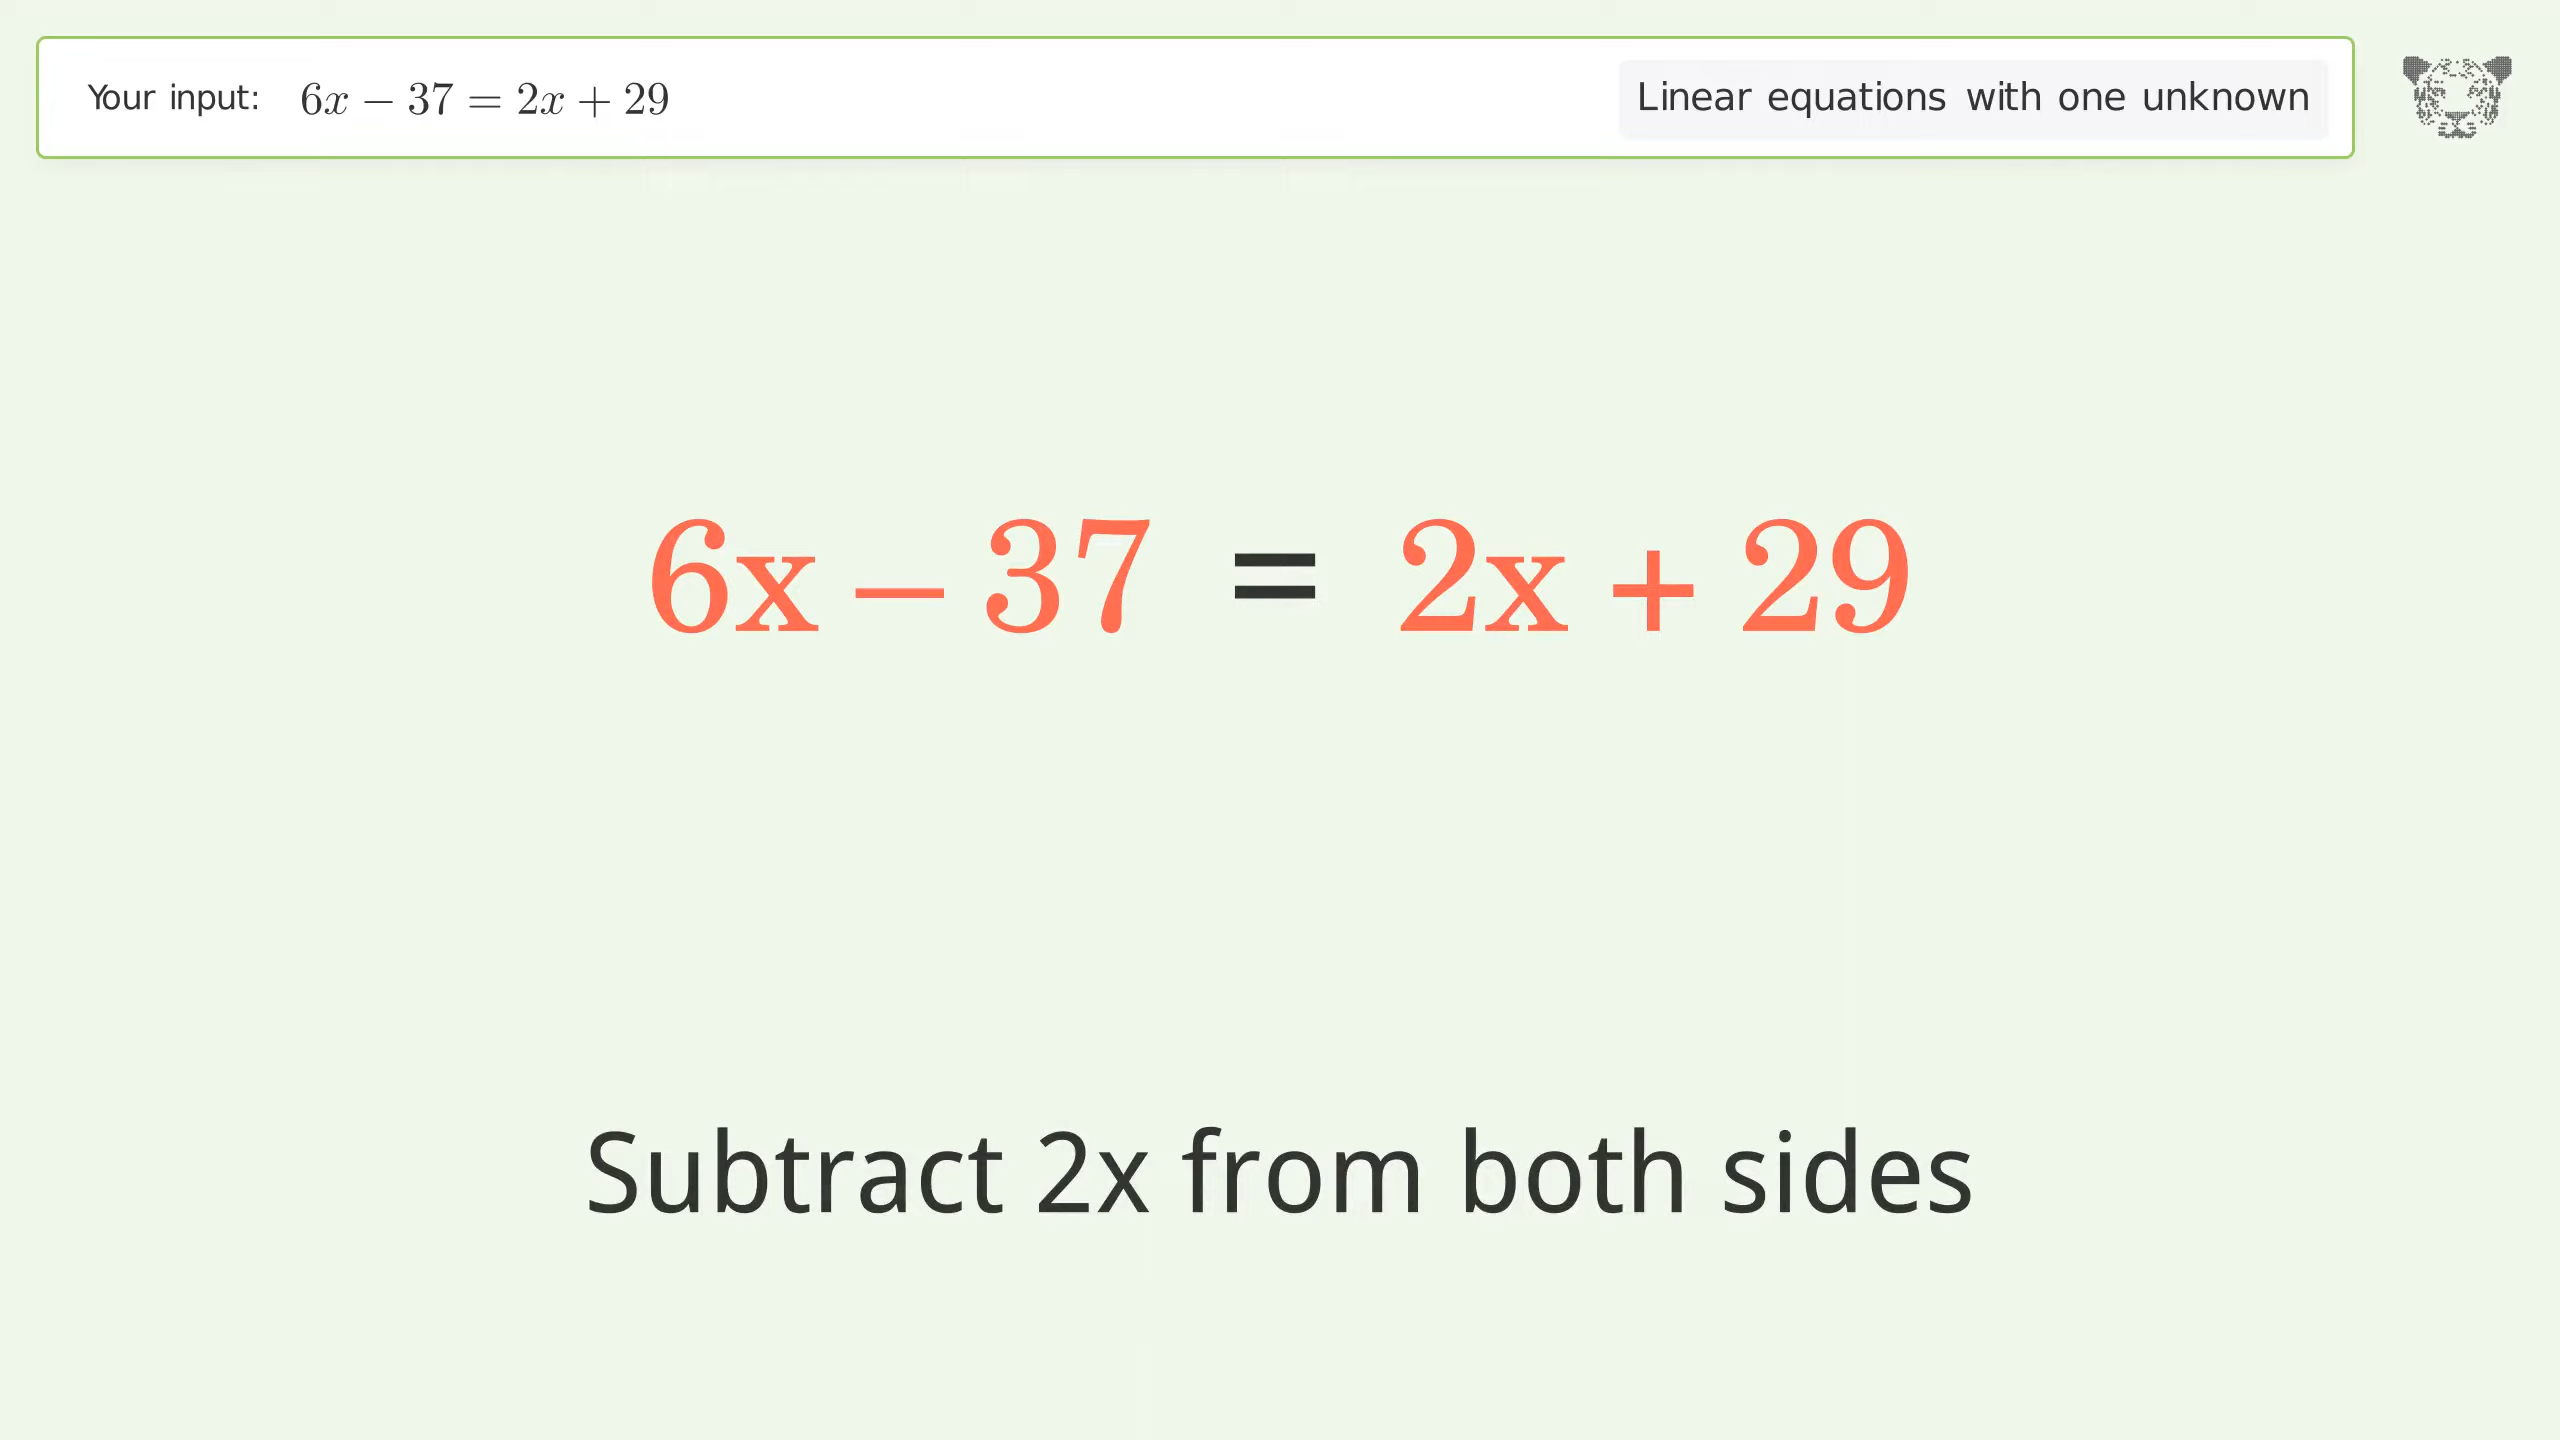 Your input: 6x − 37 = 2x + 29 Linear equations with one unknown
6x – 37 = 2x + 29
Subtract 2x from both sides